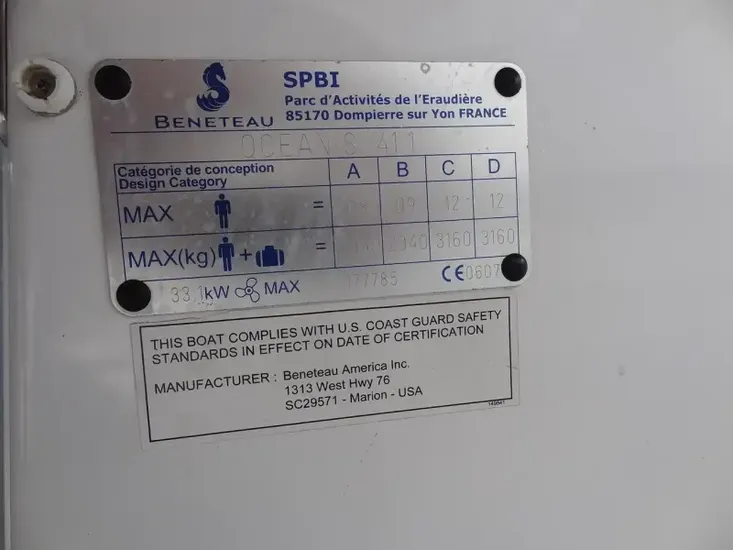 SPBI
Parc d'Activités de l'Eraudière
85170 Dompierre sur Yon FRANCE
BENETEAU
OCEANIS 411
Catégorie de conception
Design Category
A B C D
MAX = 12 12
MAX(kg) + = 3160 3160
33.1kW MAX 177785 CE0607
THIS BOAT COMPLIES WITH U.S. COAST GUARD SAFETY
STANDARDS IN EFFECT ON DATE OF CERTIFICATION
MANUFACTURER : Beneteau America Inc.
1313 West Hwy 76
SC29571 - Marion - USA